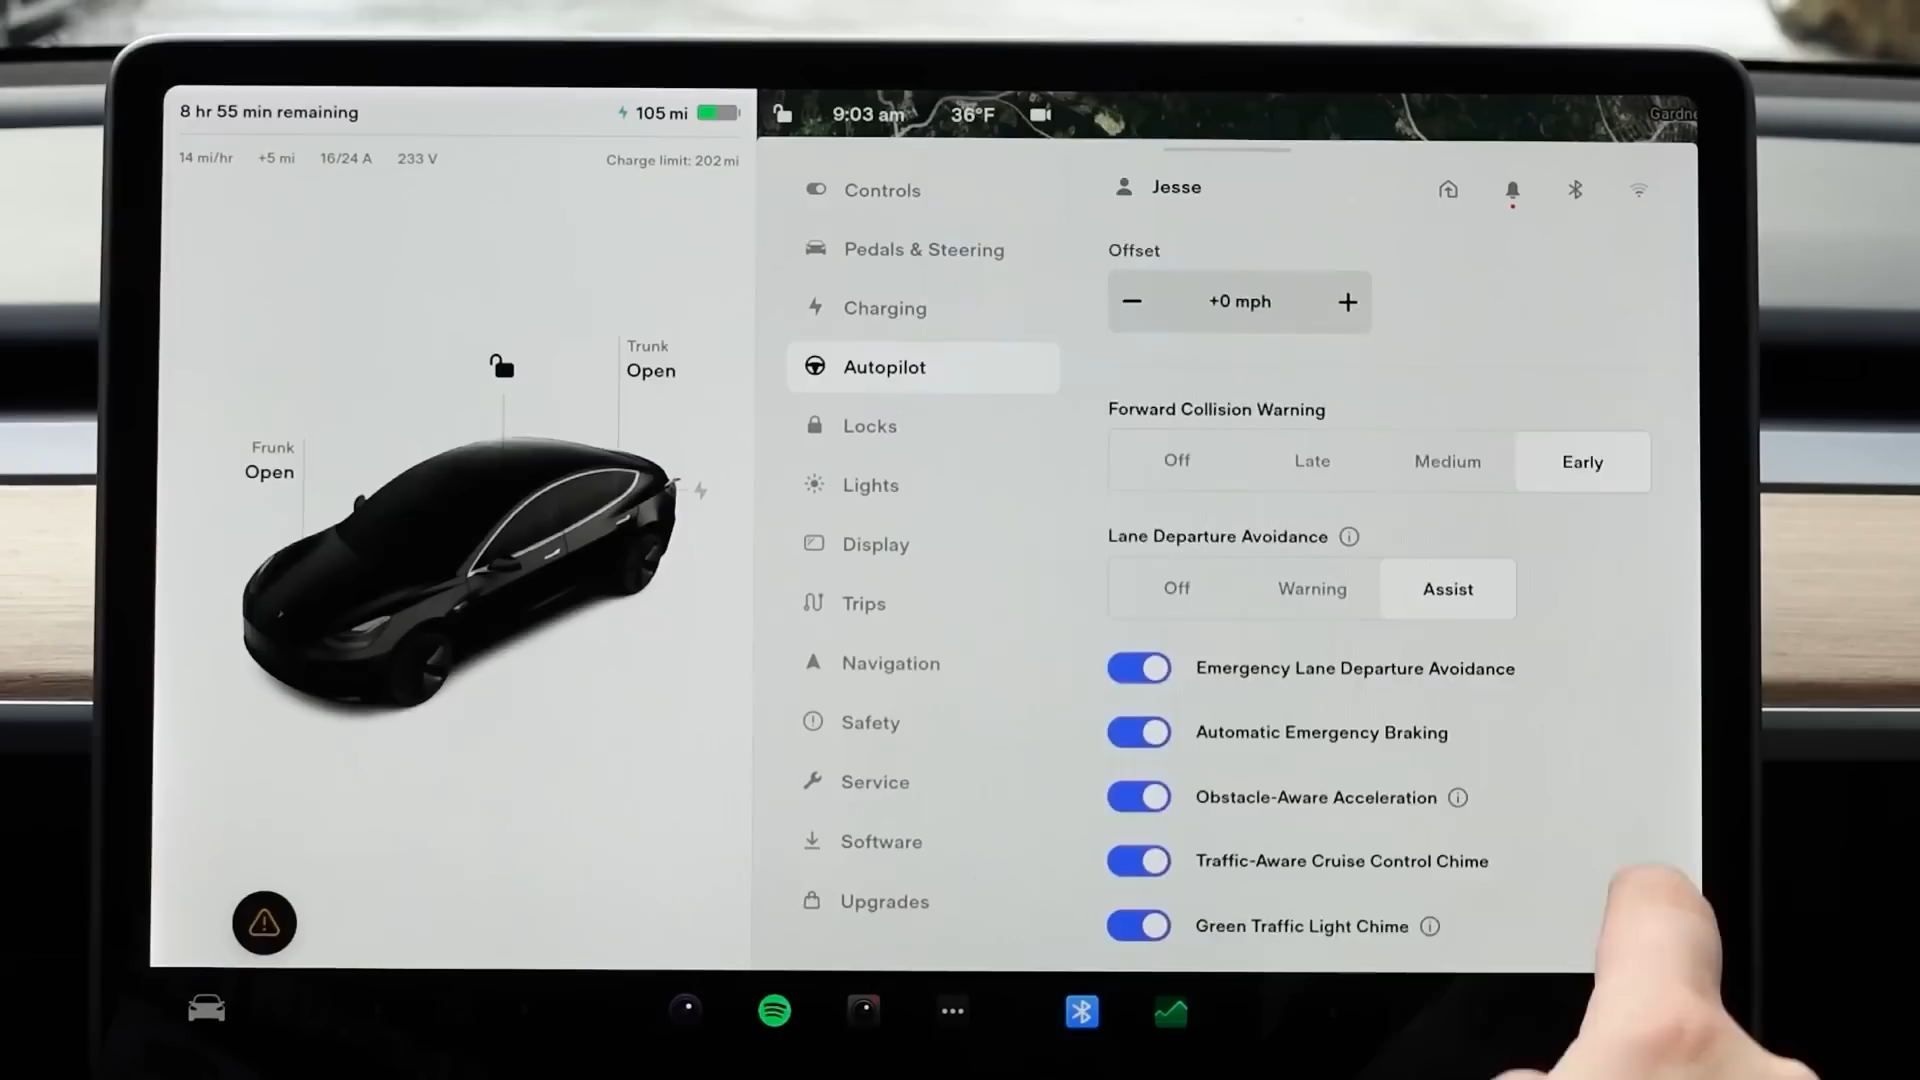 8 hr 55 min remaining
105 mi
14 mi/hr +5 mi 16/24 A 233 V
Charge limit: 202 mi
Trunk
Open
Frunk
Open
9:03 am 36°F
Controls
Pedals & Steering
Charging
Autopilot
Locks
Lights
Display
Trips
Navigation
Safety
Service
Software
Upgrades
Jesse
Offset
+0 mph
Forward Collision Warning
Off Late Medium Early
Lane Departure Avoidance
Off Warning Assist
Emergency Lane Departure Avoidance
Automatic Emergency Braking
Obstacle-Aware Acceleration
Traffic-Aware Cruise Control Chime
Green Traffic Light Chime